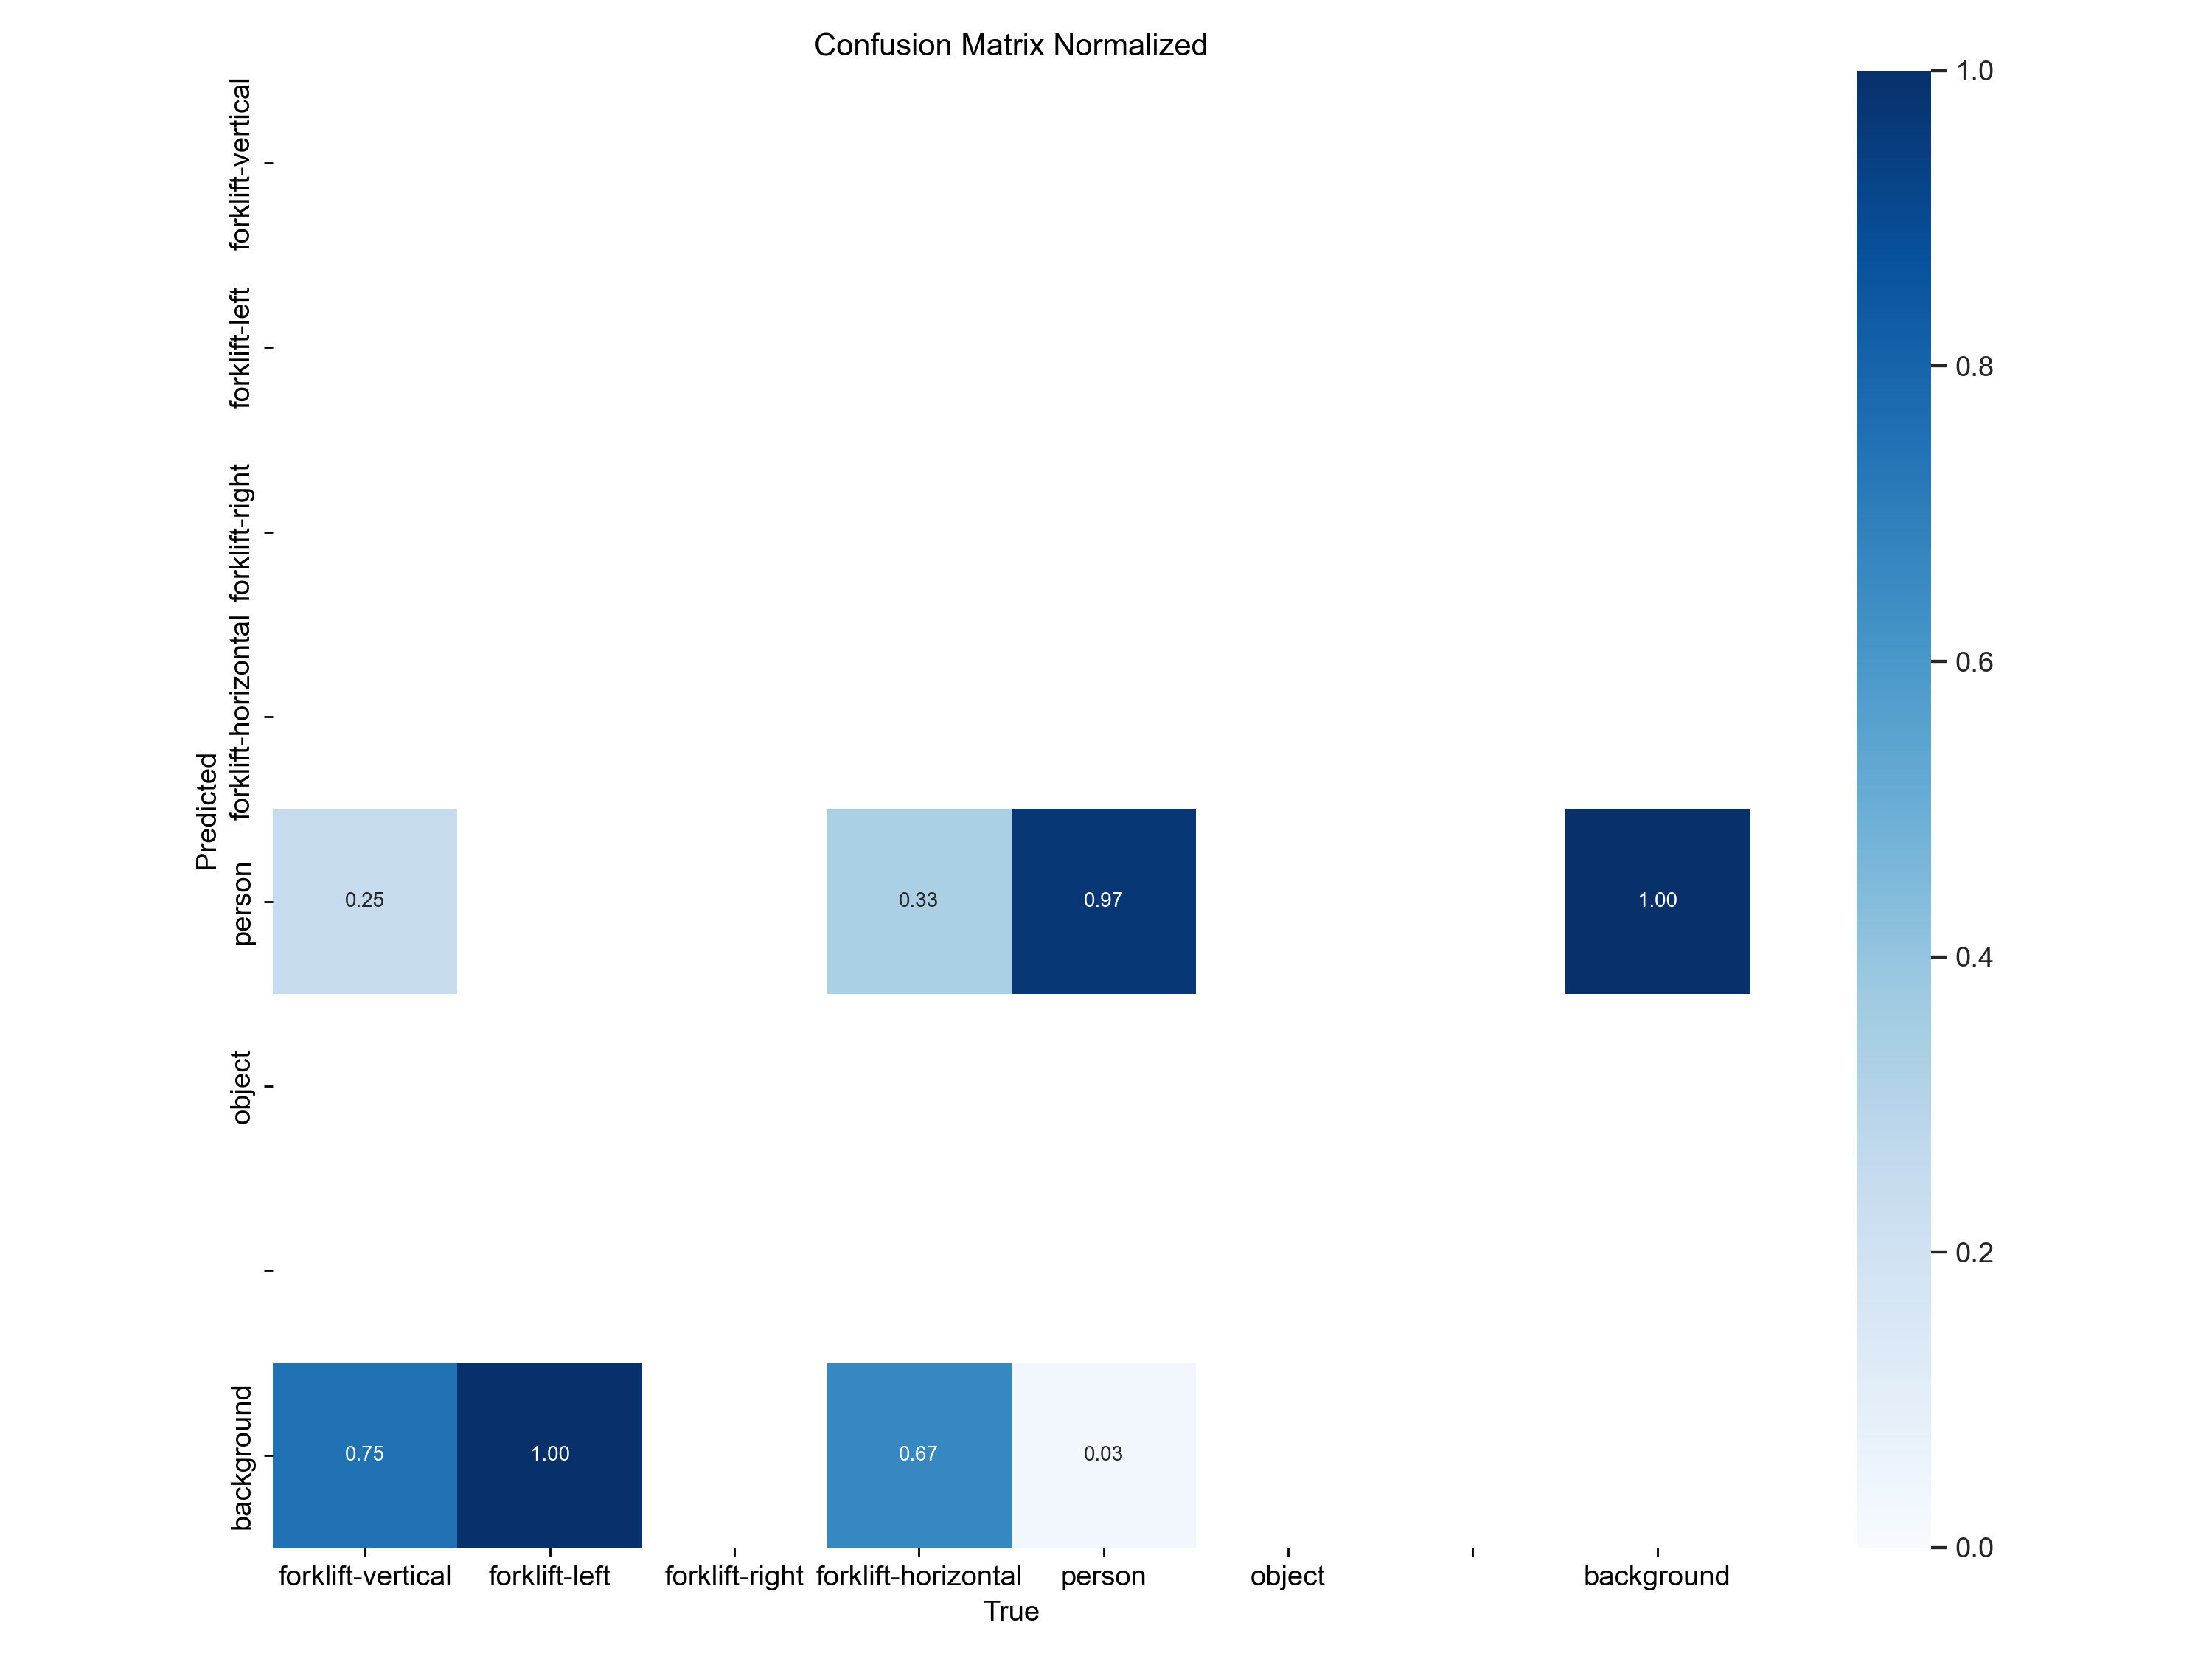 Confusion Matrix Normalized
Predicted
forklift-vertical
forklift-left
forklift-right
forklift-horizontal
person
object
background
0.25
0.33
0.97
1.00
0.75
1.00
0.67
0.03
forklift-vertical
forklift-left
forklift-right
forklift-horizontal
person
object
background
True
1.0
0.8
0.6
0.4
0.2
0.0